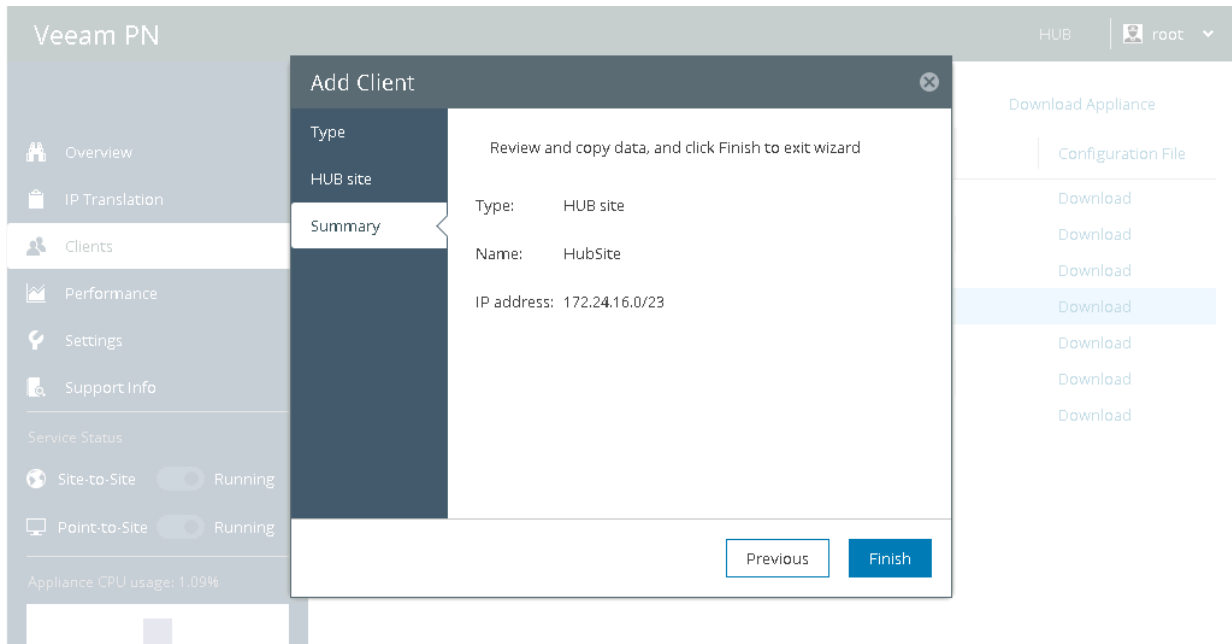 Veeam PN
HUB
root
Add Client
Download Appliance
Type
HUB site
Summary
Review and copy data, and click Finish to exit wizard
Type: HUB site
Name: HubSite
IP address: 172.24.16.0/23
Previous
Finish
Overview
IP Translation
Clients
Performance
Settings
Support Info
Service Status
Site-to-Site Running
Point-to-Site Running
Appliance CPU usage: 1.09%
Configuration File
Download
Download
Download
Download
Download
Download
Download